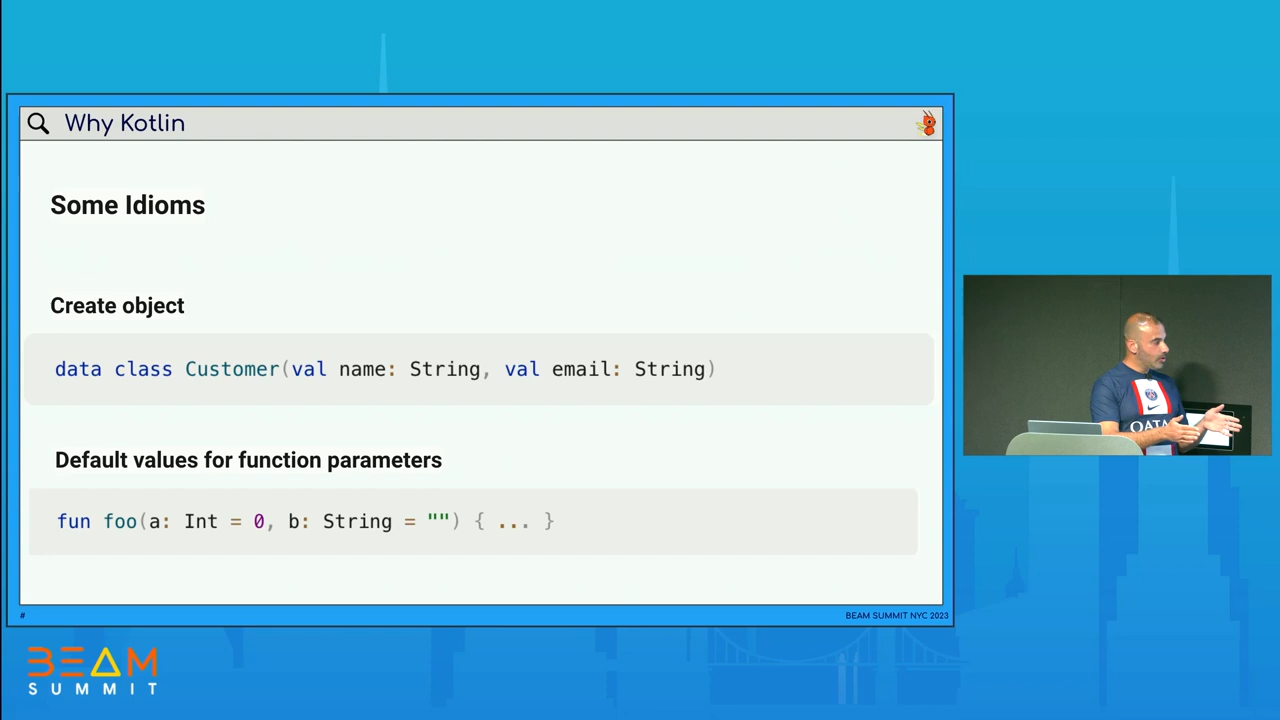 Why Kotlin
Some Idioms
Create object
data class Customer(val name: String, val email: String)
Default values for function parameters
fun foo(a: Int = 0, b: String = "") { ... }
#
BEAM SUMMIT NYC 2023
QATA
BEAM
SUMMIT